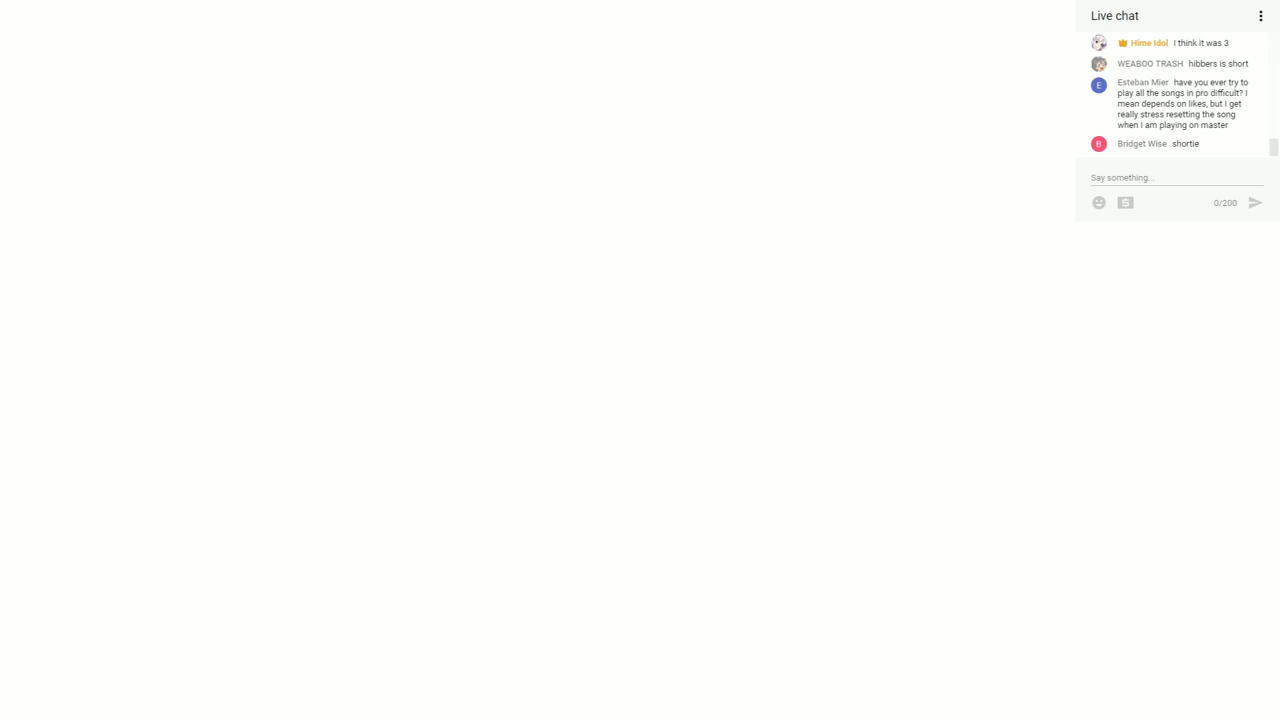 Live chat
Hime Idol I think it was 3
WEABOO TRASH hibbers is short
Esteban Mier have you ever try to
play all the songs in pro difficult? I
mean depends on likes, but I get
really stress resetting the song
when I am playing on master
Bridget Wise shortie
Say something...
0/200